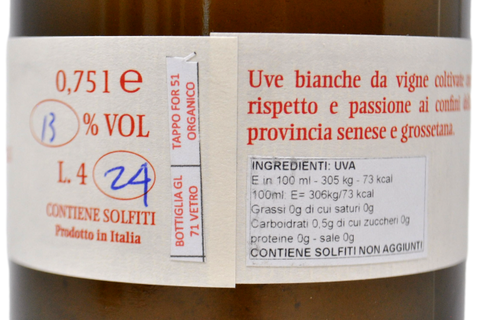 0,75 l e
13 % VOL
L. 4 24
CONTIENE SOLFITI
Prodotto in Italia
TAPPO FOR 51
ORGANICO
BOTTIGLIA GL
71 VETRO
Uve bianche da vigne coltivate
rispetto e passione ai confini
provincia senese e grossetana.
INGREDIENTI: UVA
E in 100 ml - 305 kg - 73 kcal
100ml E= 306kg/73 kcal
Grassi 0g di cui saturi 0g
Carboidrati 0,5g di cui zuccheri 0g
proteine 0g - sale 0g
CONTIENE SOLFITI NON AGGIUNTI